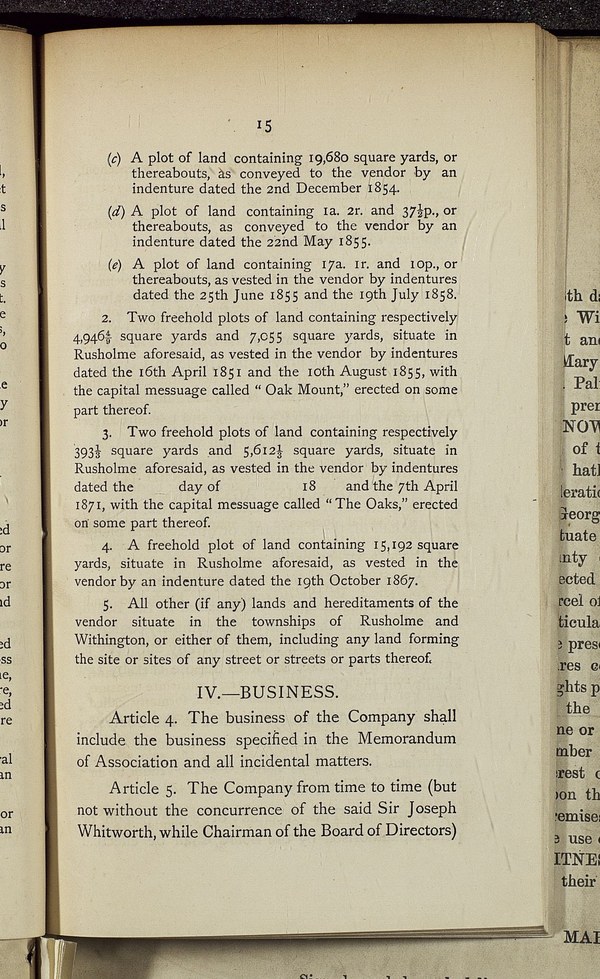 15
(c) A plot of land containing 19,680 square yards, or
thereabouts, as conveyed to the vendor by an
indenture dated the 2nd December 1854.
(d) A plot of land containing 1a. 2r. and 37½p., or
thereabouts, as conveyed to the vendor by an
indenture dated the 22nd May 1855.
(e) A plot of land containing 17a. 1r. and 10p., or
thereabouts, as vested in the vendor by indentures
dated the 25th June 1855 and the 19th July 1858.
2. Two freehold plots of land containing respectively
4,946 square yards and 7,055 square yards, situate in
Rusholme aforesaid, as vested in the vendor by indentures
dated the 16th April 1851 and the 10th August 1855, with
the capital messuage called “ Oak Mount,” erected on some
part thereof.
3. Two freehold plots of land containing respectively
393⅓ square yards and 5,612½ square yards, situate in
Rusholme aforesaid, as vested in the vendor by indentures
dated the day of 18 and the 7th April
1871, with the capital messuage called “ The Oaks,” erected
on some part thereof.
4. A freehold plot of land containing 15,192 square
yards, situate in Rusholme aforesaid, as vested in the
vendor by an indenture dated the 19th October 1867.
5. All other (if any) lands and hereditaments of the
vendor situate in the townships of Rusholme and
Withington, or either of them, including any land forming
the site or sites of any street or streets or parts thereof.
IV.—BUSINESS.
Article 4. The business of the Company shall
include the business specified in the Memorandum
of Association and all incidental matters.
Article 5. The Company from time to time (but
not without the concurrence of the said Sir Joseph
Whitworth, while Chairman of the Board of Directors)